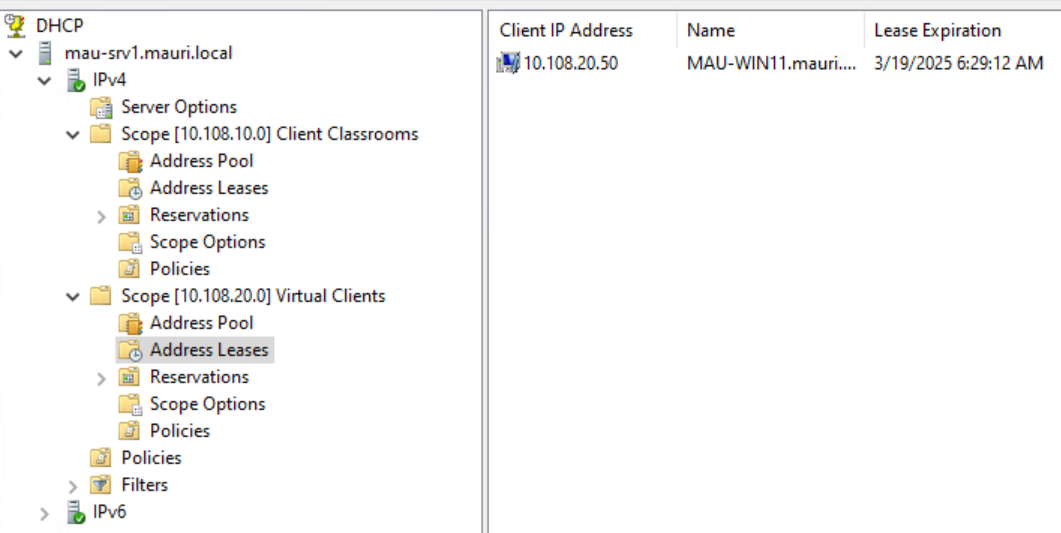 DHCP
mau-srv1.mauri.local
IPv4
Server Options
Scope [10.108.10.0] Client Classrooms
Address Pool
Address Leases
Reservations
Scope Options
Policies
Scope [10.108.20.0] Virtual Clients
Address Pool
Address Leases
Reservations
Scope Options
Policies
Policies
Filters
IPv6
Client IP Address Name Lease Expiration
10.108.20.50 MAU-WIN11.mauri.... 3/19/2025 6:29:12 AM